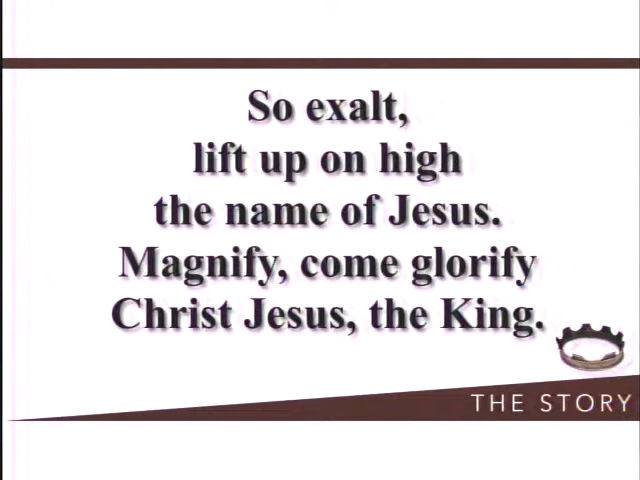 So exalt,
lift up on high
the name of Jesus.
Magnify, come glorify
Christ Jesus, the King.
THE STORY